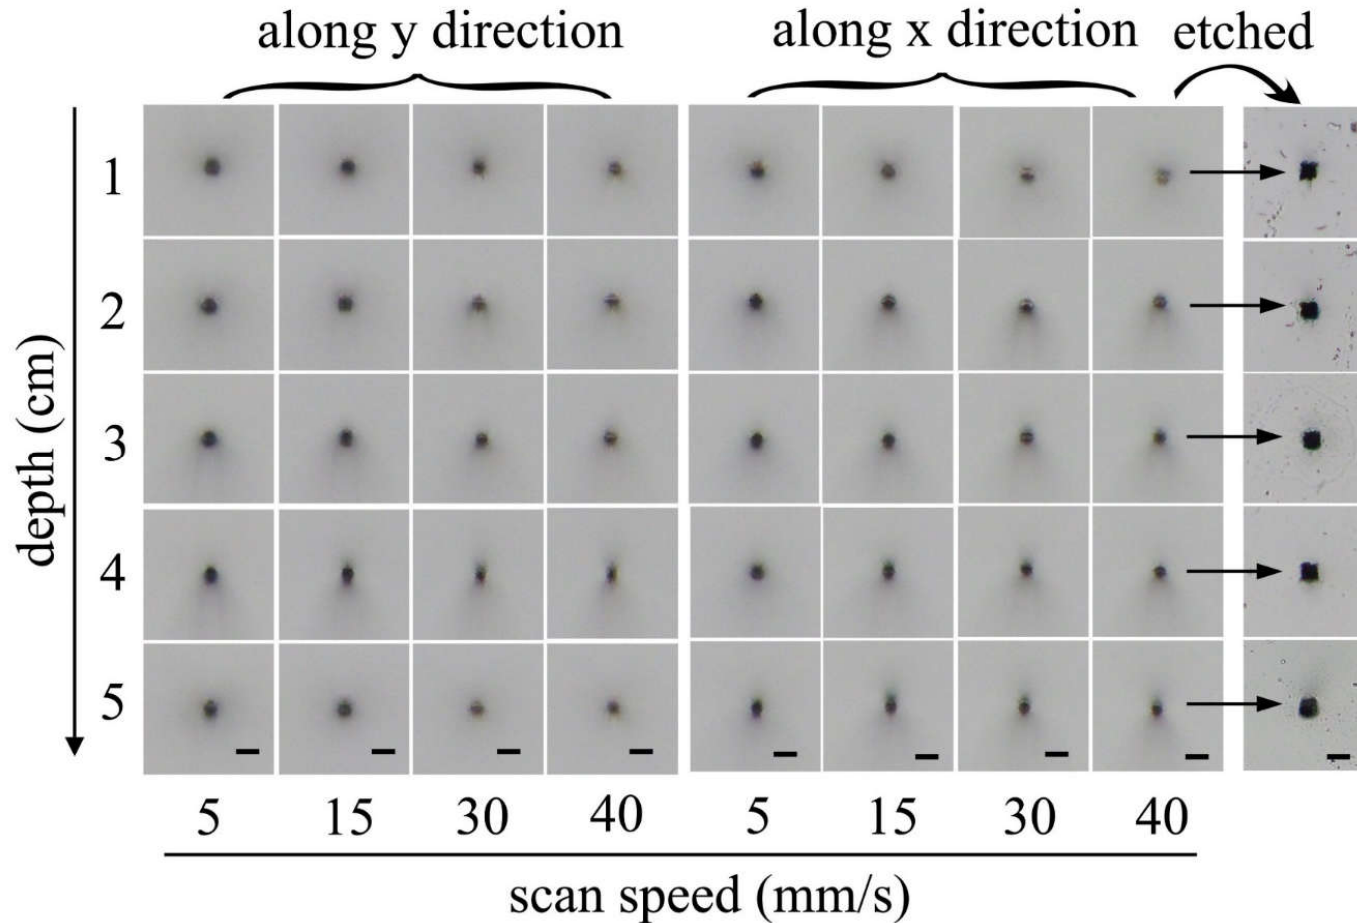 along y direction
along x direction
etched
depth (cm)
1
2
3
4
5
5 15 30 40 5 15 30 40
scan speed (mm/s)